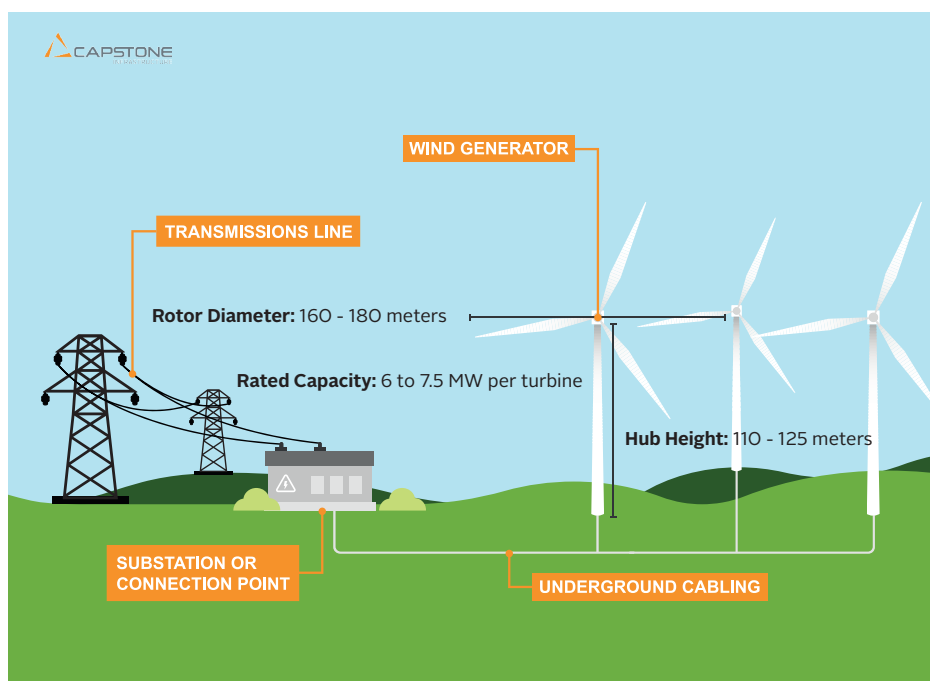 CAPSTONE
WIND GENERATOR
TRANSMISSIONS LINE
Rotor Diameter: 160 - 180 meters
Rated Capacity: 6 to 7.5 MW per turbine
Hub Height: 110 - 125 meters
SUBSTATION OR
CONNECTION POINT
UNDERGROUND CABLING